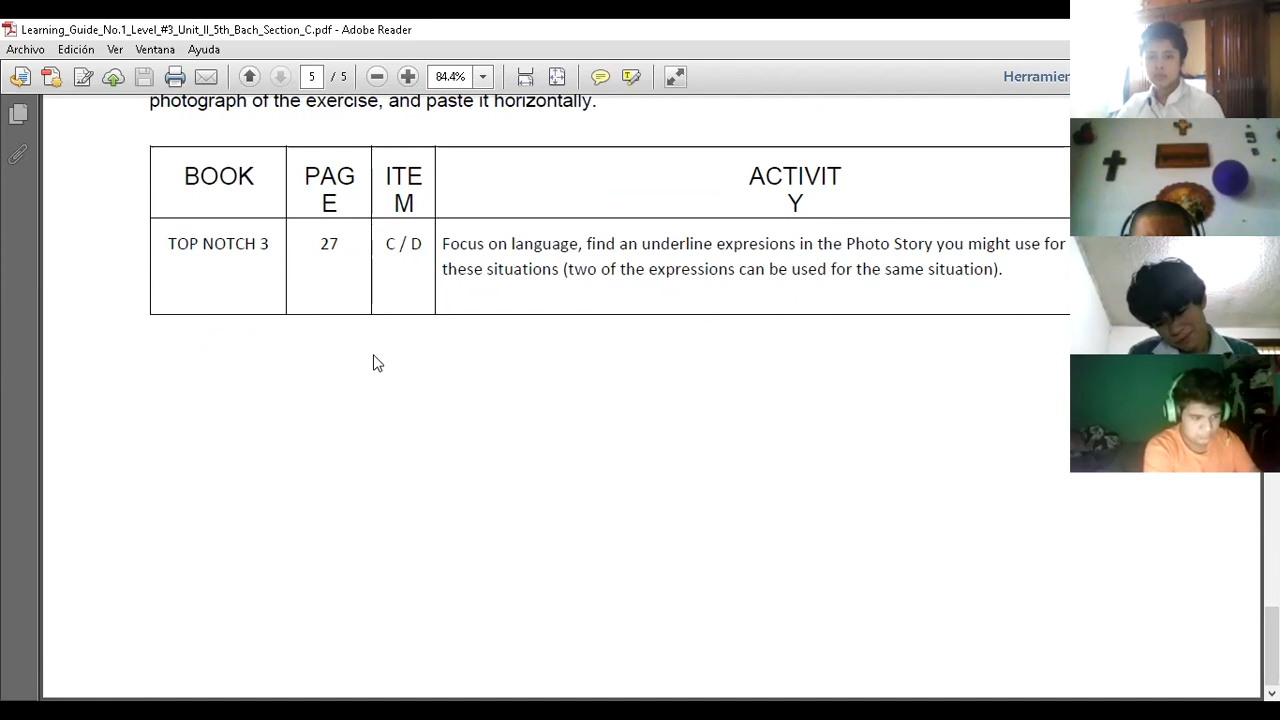 Learning_Guide_No.1_Level_#3_Unit_II_5th_Bach_Section_C.pdf - Adobe Reader
Archivo Edición Ver Ventana Ayuda
5 / 5 84.4% Herramien
photograph of the exercise, and paste it horizontally.
BOOK PAG ITE ACTIVIT
E M Y
TOP NOTCH 3 27 C / D Focus on language, find an underline expresions in the Photo Story you might use for
these situations (two of the expressions can be used for the same situation).